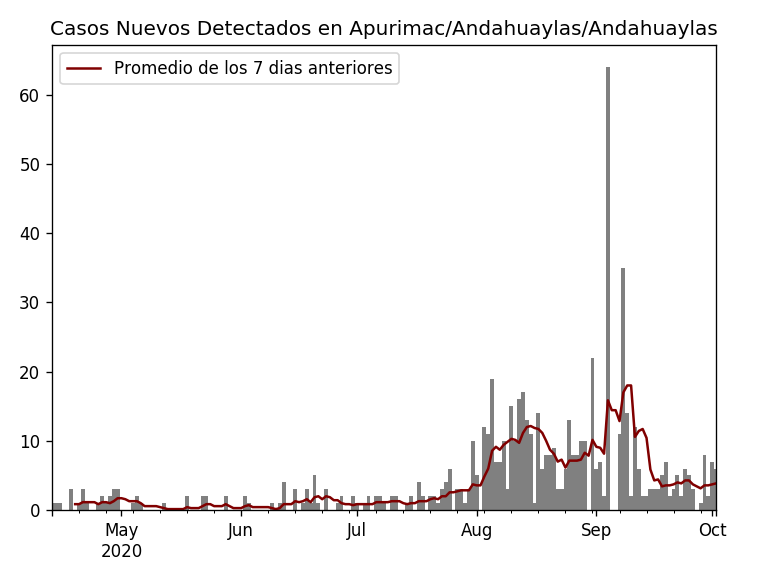 Casos Nuevos Detectados en Apurimac/Andahuaylas/Andahuaylas
Promedio de los 7 dias anteriores
60
50
40
30
20
10
0
May Jun Jul Aug Sep Oct
2020